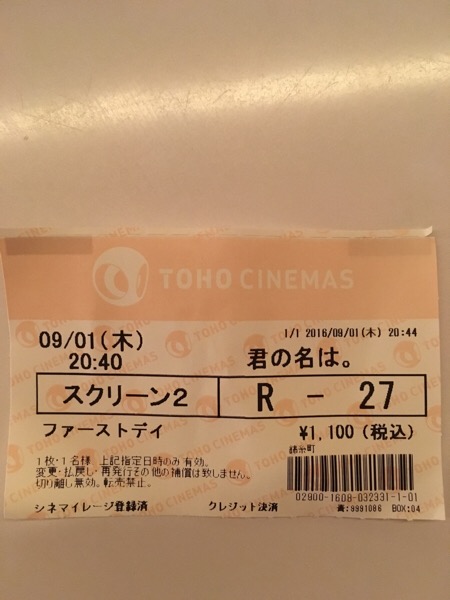 TOHO CINEMAS
09/01(木)
20:40
1/1 2016/09/01(木) 20:44
君の名は。
スクリーン2
R - 27
ファーストデイ
¥1,100 (税込)
1枚・1名様、上記指定日時のみ有効。
変更・払戻し・再発行その他の補償は致しません。
切り離し無効。転売禁止。
錦糸町
02900-1608-032331-1-01
シネマイレージ登録済
クレジット決済
BOX:04